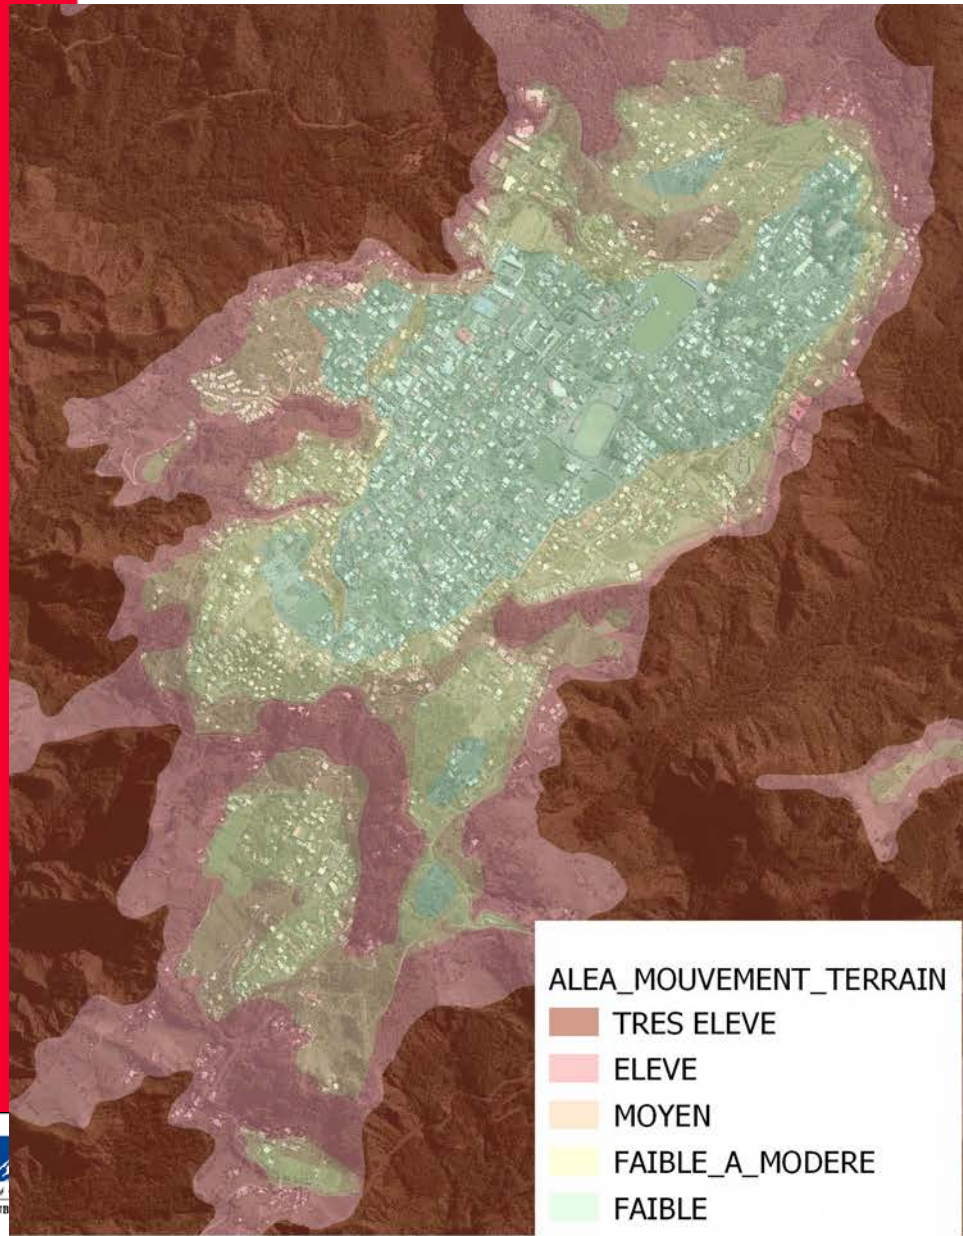 ALEA_MOUVEMENT_TERRAIN
TRES ELEVE
ELEVE
MOYEN
FAIBLE_A_MODERE
FAIBLE